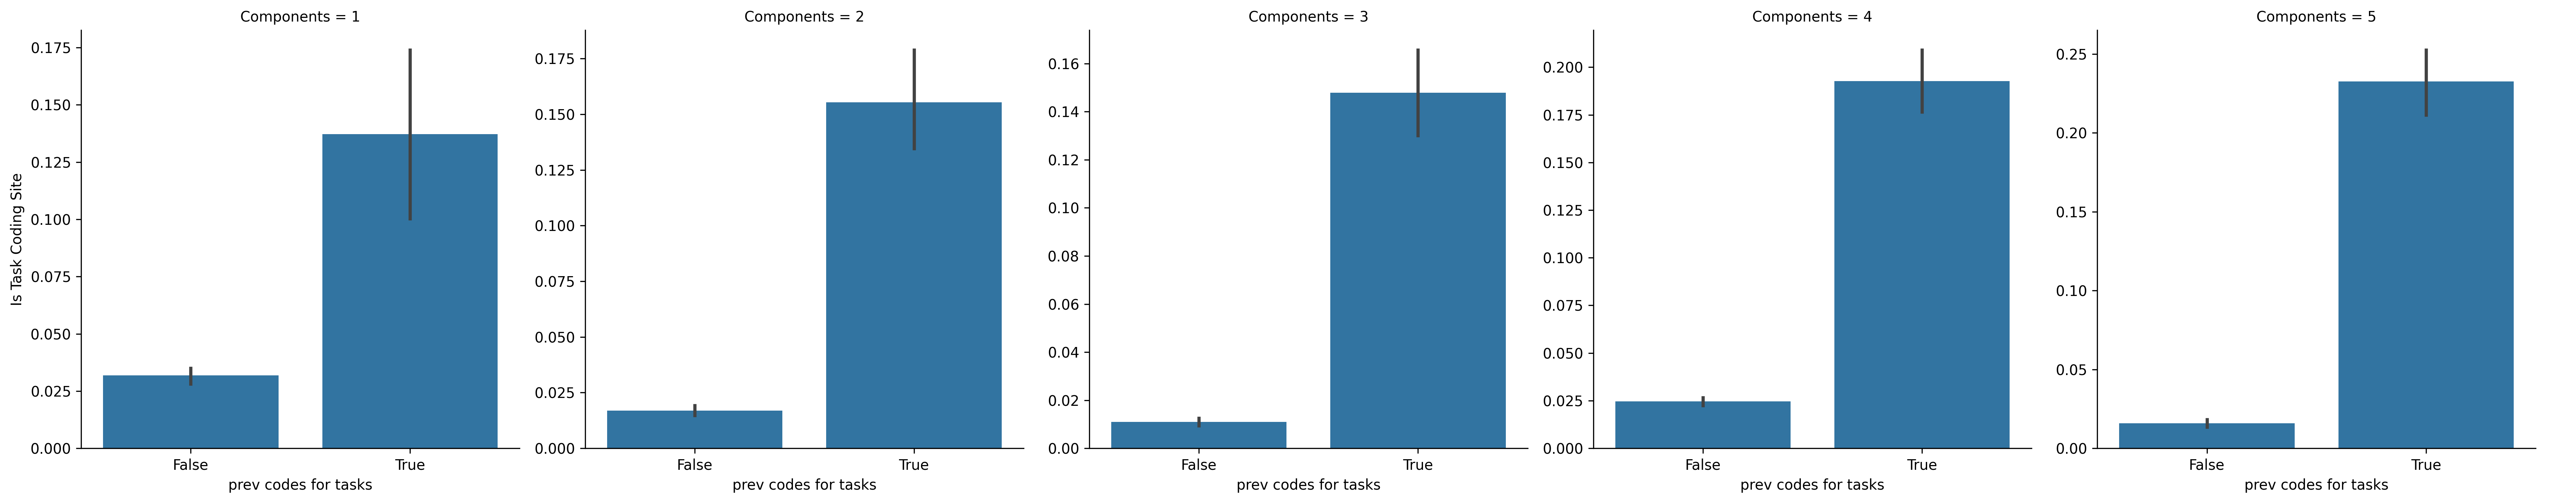 Components = 1
Is Task Coding Site
0.175
0.150
0.125
0.100
0.075
0.050
0.025
0.000
False
True
prev codes for tasks
Components = 2
0.175
0.150
0.125
0.100
0.075
0.050
0.025
0.000
False
True
prev codes for tasks
Components = 3
0.16
0.14
0.12
0.10
0.08
0.06
0.04
0.02
0.00
False
True
prev codes for tasks
Components = 4
0.200
0.175
0.150
0.125
0.100
0.075
0.050
0.025
0.000
False
True
prev codes for tasks
Components = 5
0.25
0.20
0.15
0.10
0.05
0.00
False
True
prev codes for tasks